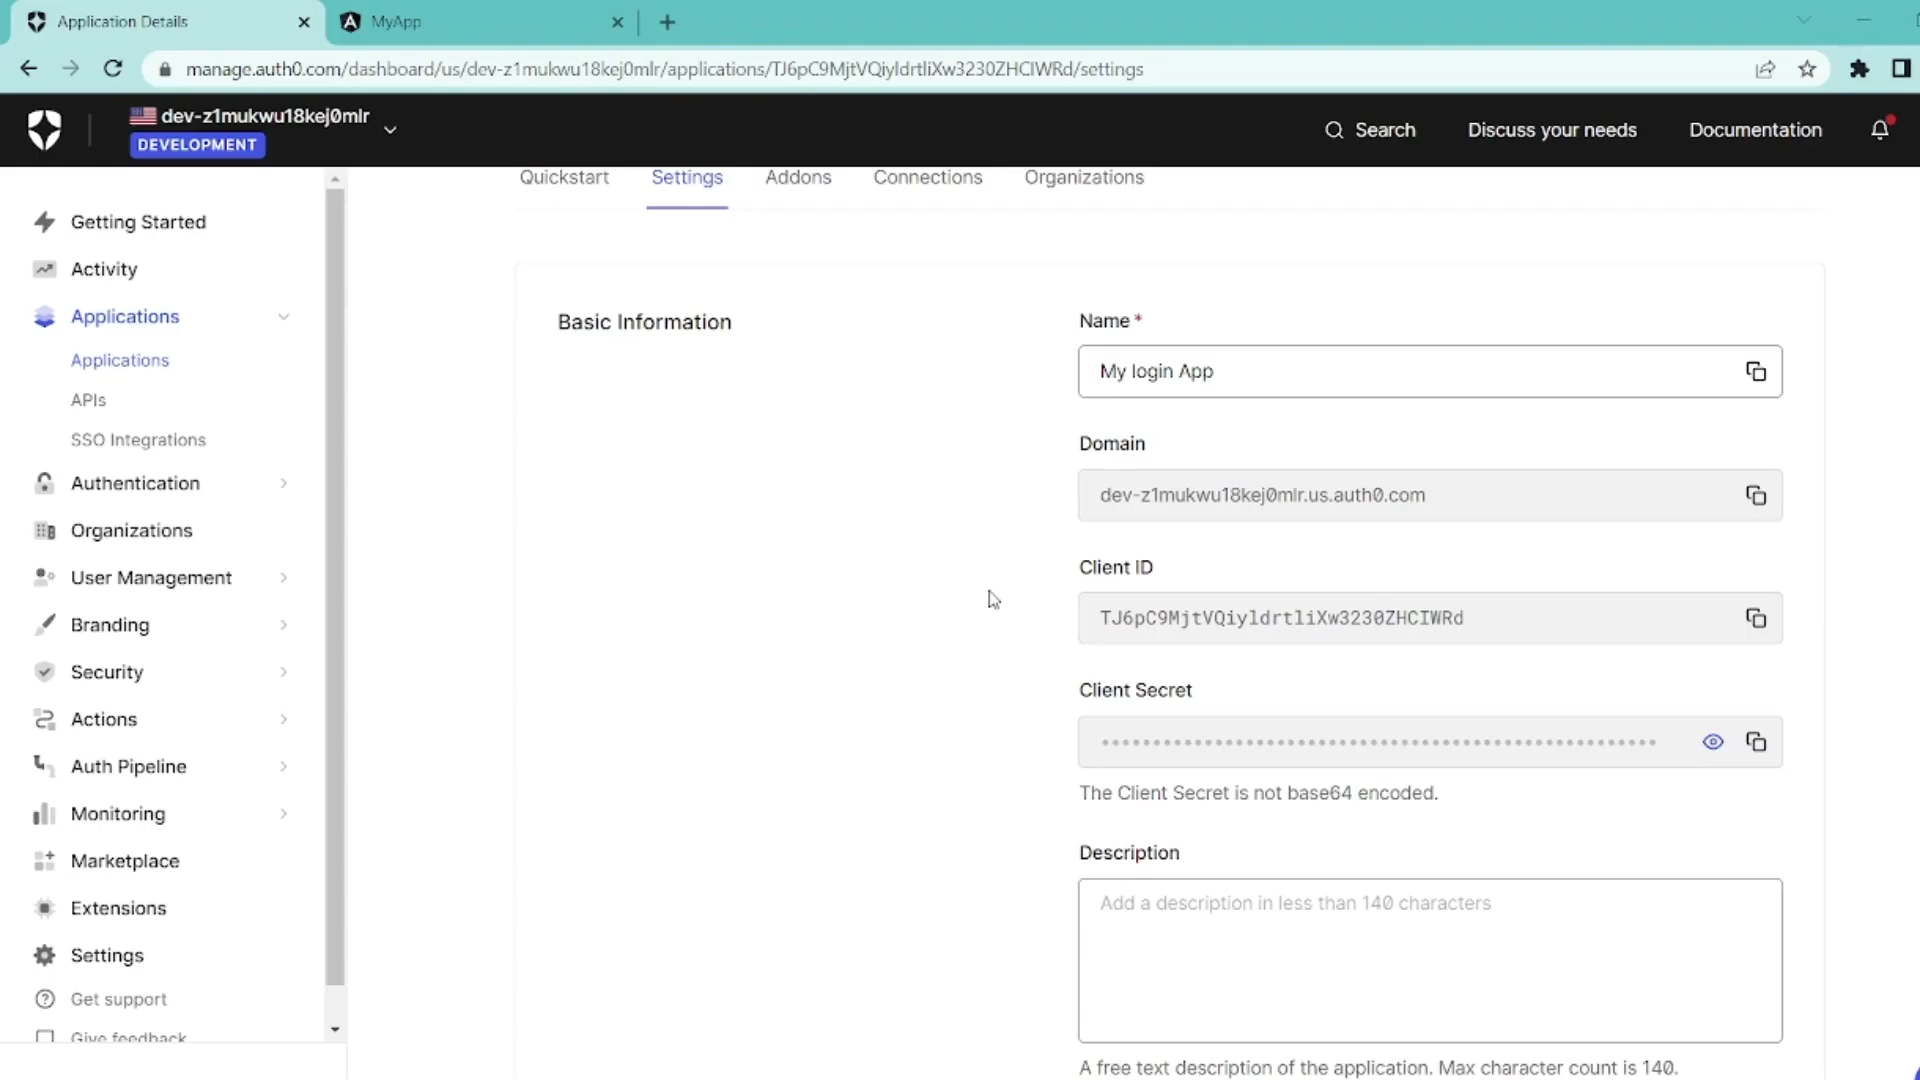 Application Details
MyApp
manage.auth0.com/dashboard/us/dev-z1mukwu18kej0mlr/applications/TJ6pC9MjtVQiyldrtliXw3230ZHCIWRd/settings
dev-z1mukwu18kej0mlr
DEVELOPMENT
Search
Discuss your needs
Documentation
Getting Started
Activity
Applications
Applications
APIs
SSO Integrations
Authentication
Organizations
User Management
Branding
Security
Actions
Auth Pipeline
Monitoring
Marketplace
Extensions
Settings
Get support
Give feedback
Quickstart
Settings
Addons
Connections
Organizations
Basic Information
Name *
My login App
Domain
dev-z1mukwu18kej0mlr.us.auth0.com
Client ID
TJ6pC9MjtVQiyldrtliXw3230ZHCIWRd
Client Secret
The Client Secret is not base64 encoded.
Description
Add a description in less than 140 characters
A free text description of the application. Max character count is 140.